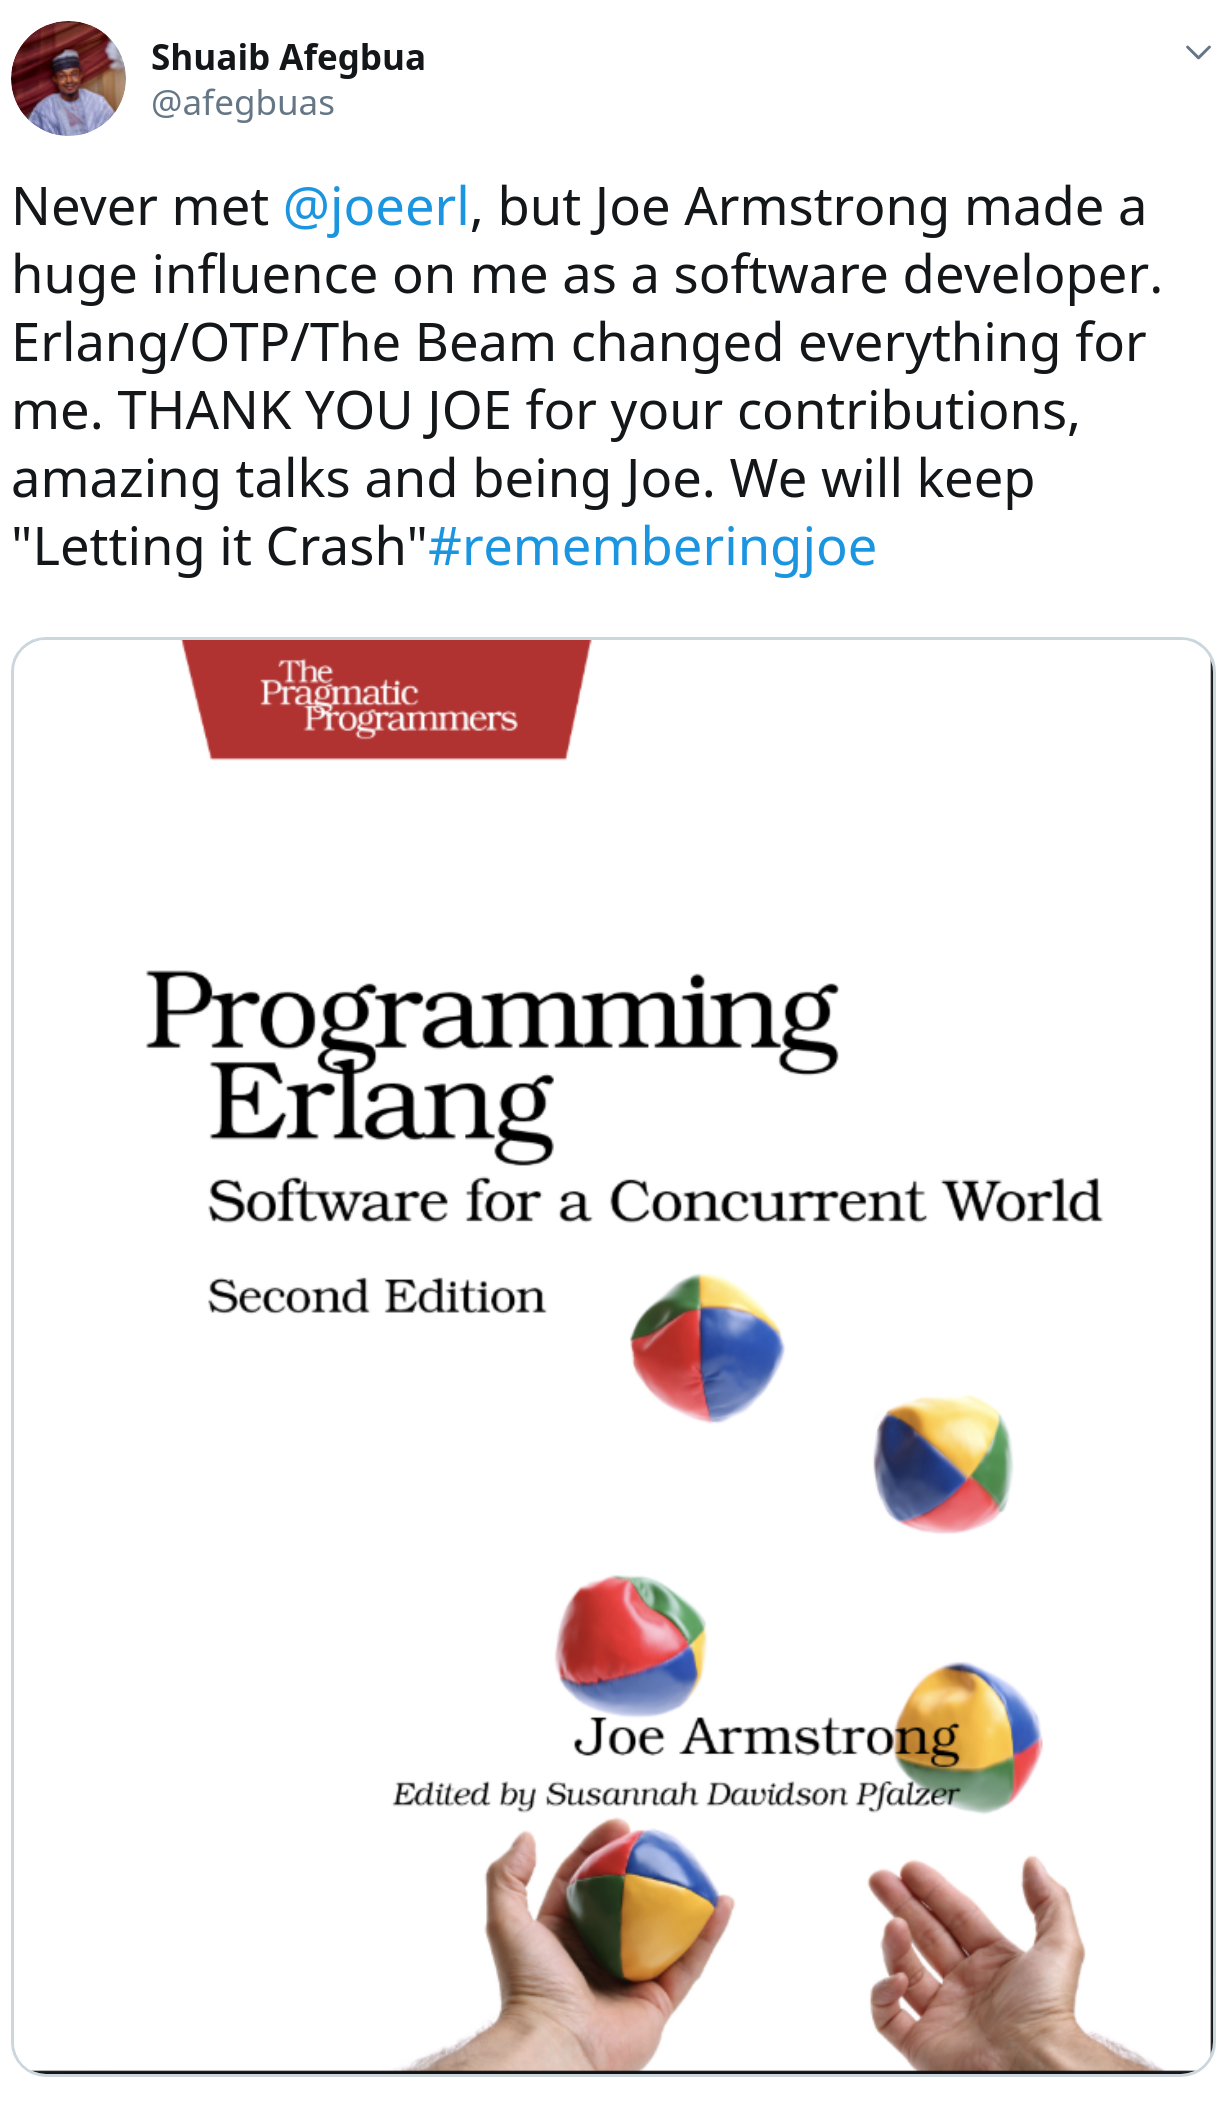 Shuaib Afegbua
@afegbuas
Never met @joeerl, but Joe Armstrong made a
huge influence on me as a software developer.
Erlang/OTP/The Beam changed everything for
me. THANK YOU JOE for your contributions,
amazing talks and being Joe. We will keep
"Letting it Crash"#rememberingjoe
The
Pragmatic
Programmers
Programming
Erlang
Software for a Concurrent World
Second Edition
Joe Armstrong
Edited by Susannah Davidson Pfalzer